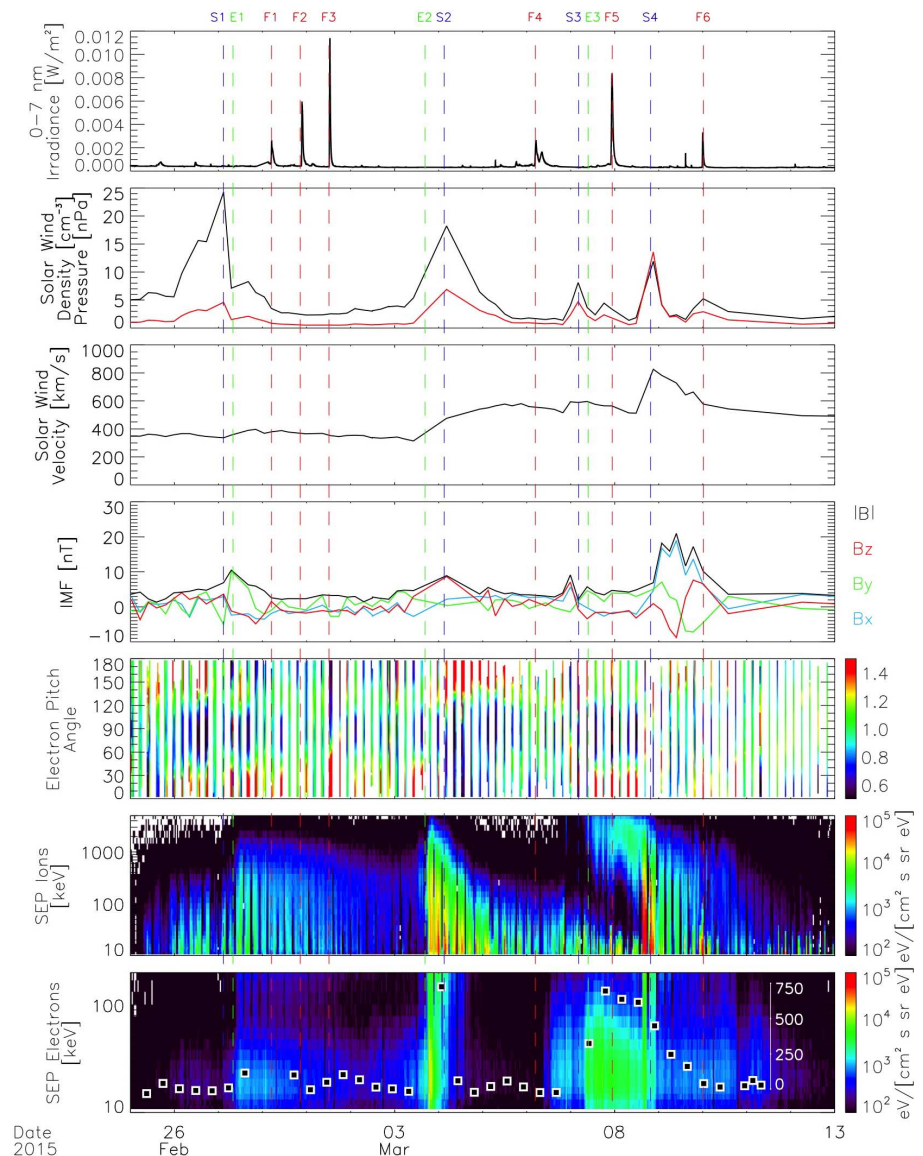 S1 E1 F1 F2 F3 E2 S2 F4 S3 E3 F5 S4 F6
0-7 nm
Irradiance [W/m²]
0.012
0.010
0.008
0.006
0.004
0.002
0.000
Solar Wind
Density [cm⁻³]
Pressure [nPa]
25
20
15
10
5
0
Solar Wind
Velocity [km/s]
1000
800
600
400
200
0
IMF [nT]
30
20
10
0
-10
|B|
Bz
By
Bx
Electron Pitch
Angle
180
150
120
90
60
30
0
1.4
1.2
1.0
0.8
0.6
SEP Ions
[keV]
1000
100
10
10⁵
10⁴
10³
10²
eV/[cm² s sr eV]
SEP Electrons
[keV]
100
10
750
500
250
0
10⁵
10⁴
10³
10²
eV/[cm² s sr eV]
Date 26 03 08 13
2015 Feb Mar